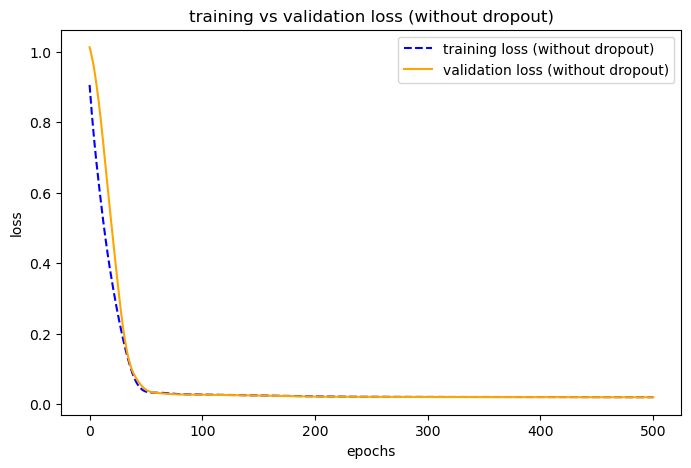 training vs validation loss (without dropout)
training loss (without dropout)
validation loss (without dropout)
1.0
0.8
0.6
0.4
0.2
0.0
loss
0 100 200 300 400 500
epochs